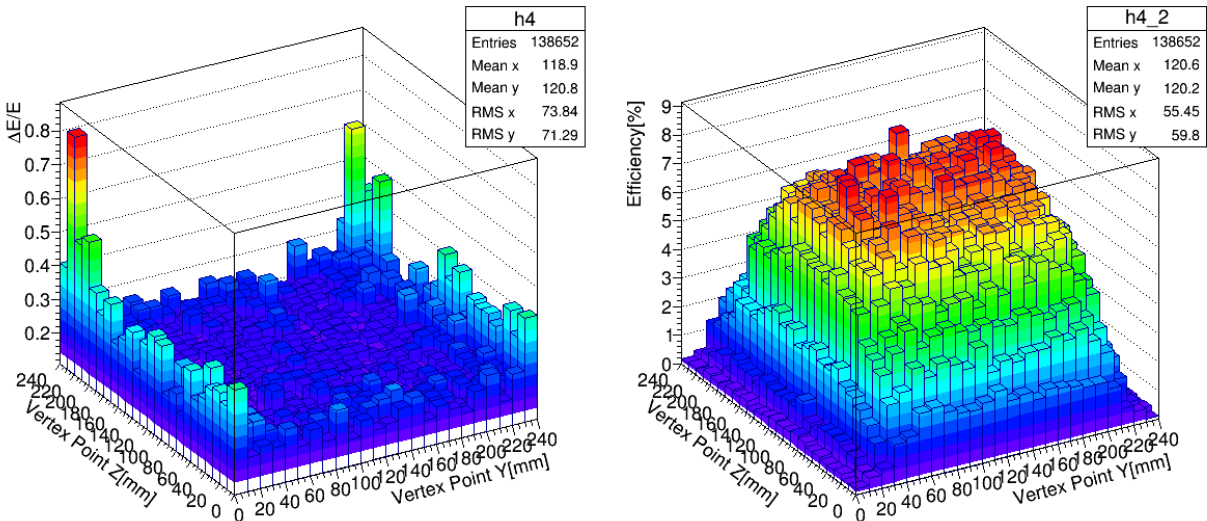 h4
Entries 138652
Mean x 118.9
Mean y 120.8
RMS x 73.84
RMS y 71.29
ΔE/E
0.8
0.7
0.6
0.5
0.4
0.3
0.2
240
220
200
180
160
140
120
100
80
60
40
20
0
Vertex Point Z[mm]
0 20 40 60 80 100 120 140 160 180 200 220 240
Vertex Point Y[mm]
h4_2
Entries 138652
Mean x 120.6
Mean y 120.2
RMS x 55.45
RMS y 59.8
Efficiency[%]
9
8
7
6
5
4
3
2
1
0
240
220
200
180
160
140
120
100
80
60
40
20
0
Vertex Point Z[mm]
0 20 40 60 80 100 120 140 160 180 200 220 240
Vertex Point Y[mm]